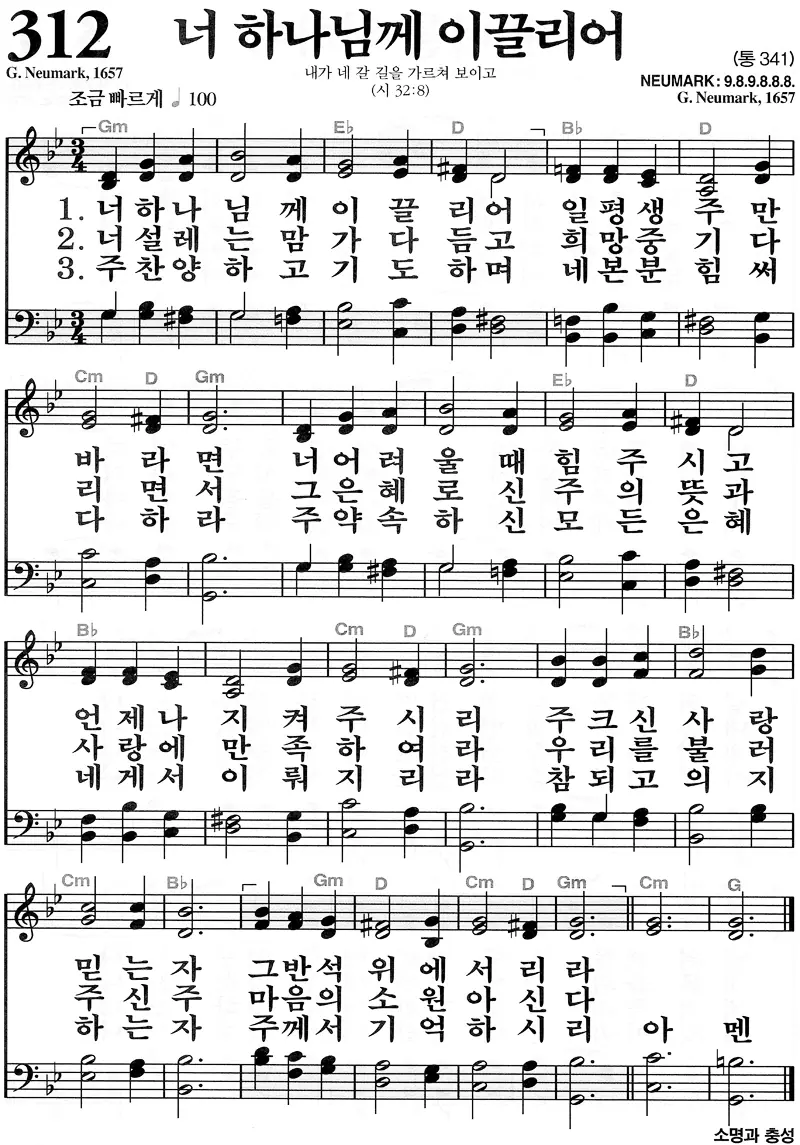 312 너 하나님께 이끌리어
(통 341)
G. Neumark, 1657
내가 네 갈 길을 가르쳐 보이고
(시 32:8)
NEUMARK: 9.8.9.8.8.8.
조금 빠르게 ♩ 100
G. Neumark, 1657
Gm E♭ D B♭ D
3/4
1. 너 하 나 님 께 이 끌 리 어 일 평 생 주 만
2. 너 설 레 는 맘 가 다 듬 고 희 망 중 기 다
3. 주 찬 양 하 고 기 도 하 며 네 본 분 힘 써
3/4
Cm D Gm E♭ D
바 라 면 너 어 려 울 때 힘 주 시 고
리 면 서 그 은 혜 로 신 주 의 뜻 과
다 하 라 주 약 속 하 신 모 든 은 혜
B♭ Cm D Gm B♭
언 제 나 지 켜 주 시 리 주 크 신 사 랑
사 랑 에 만 족 하 여 라 우 리 를 불 러
네 게 서 이 뤄 지 리 라 참 되 고 의 지
Cm B♭ Gm D Cm D Gm Cm G
믿 는 자 그 반 석 위 에 서 리 라
주 신 주 마 음 의 소 원 아 신 다
하 는 자 주 께 서 기 억 하 시 리 아 멘
소명과 충성